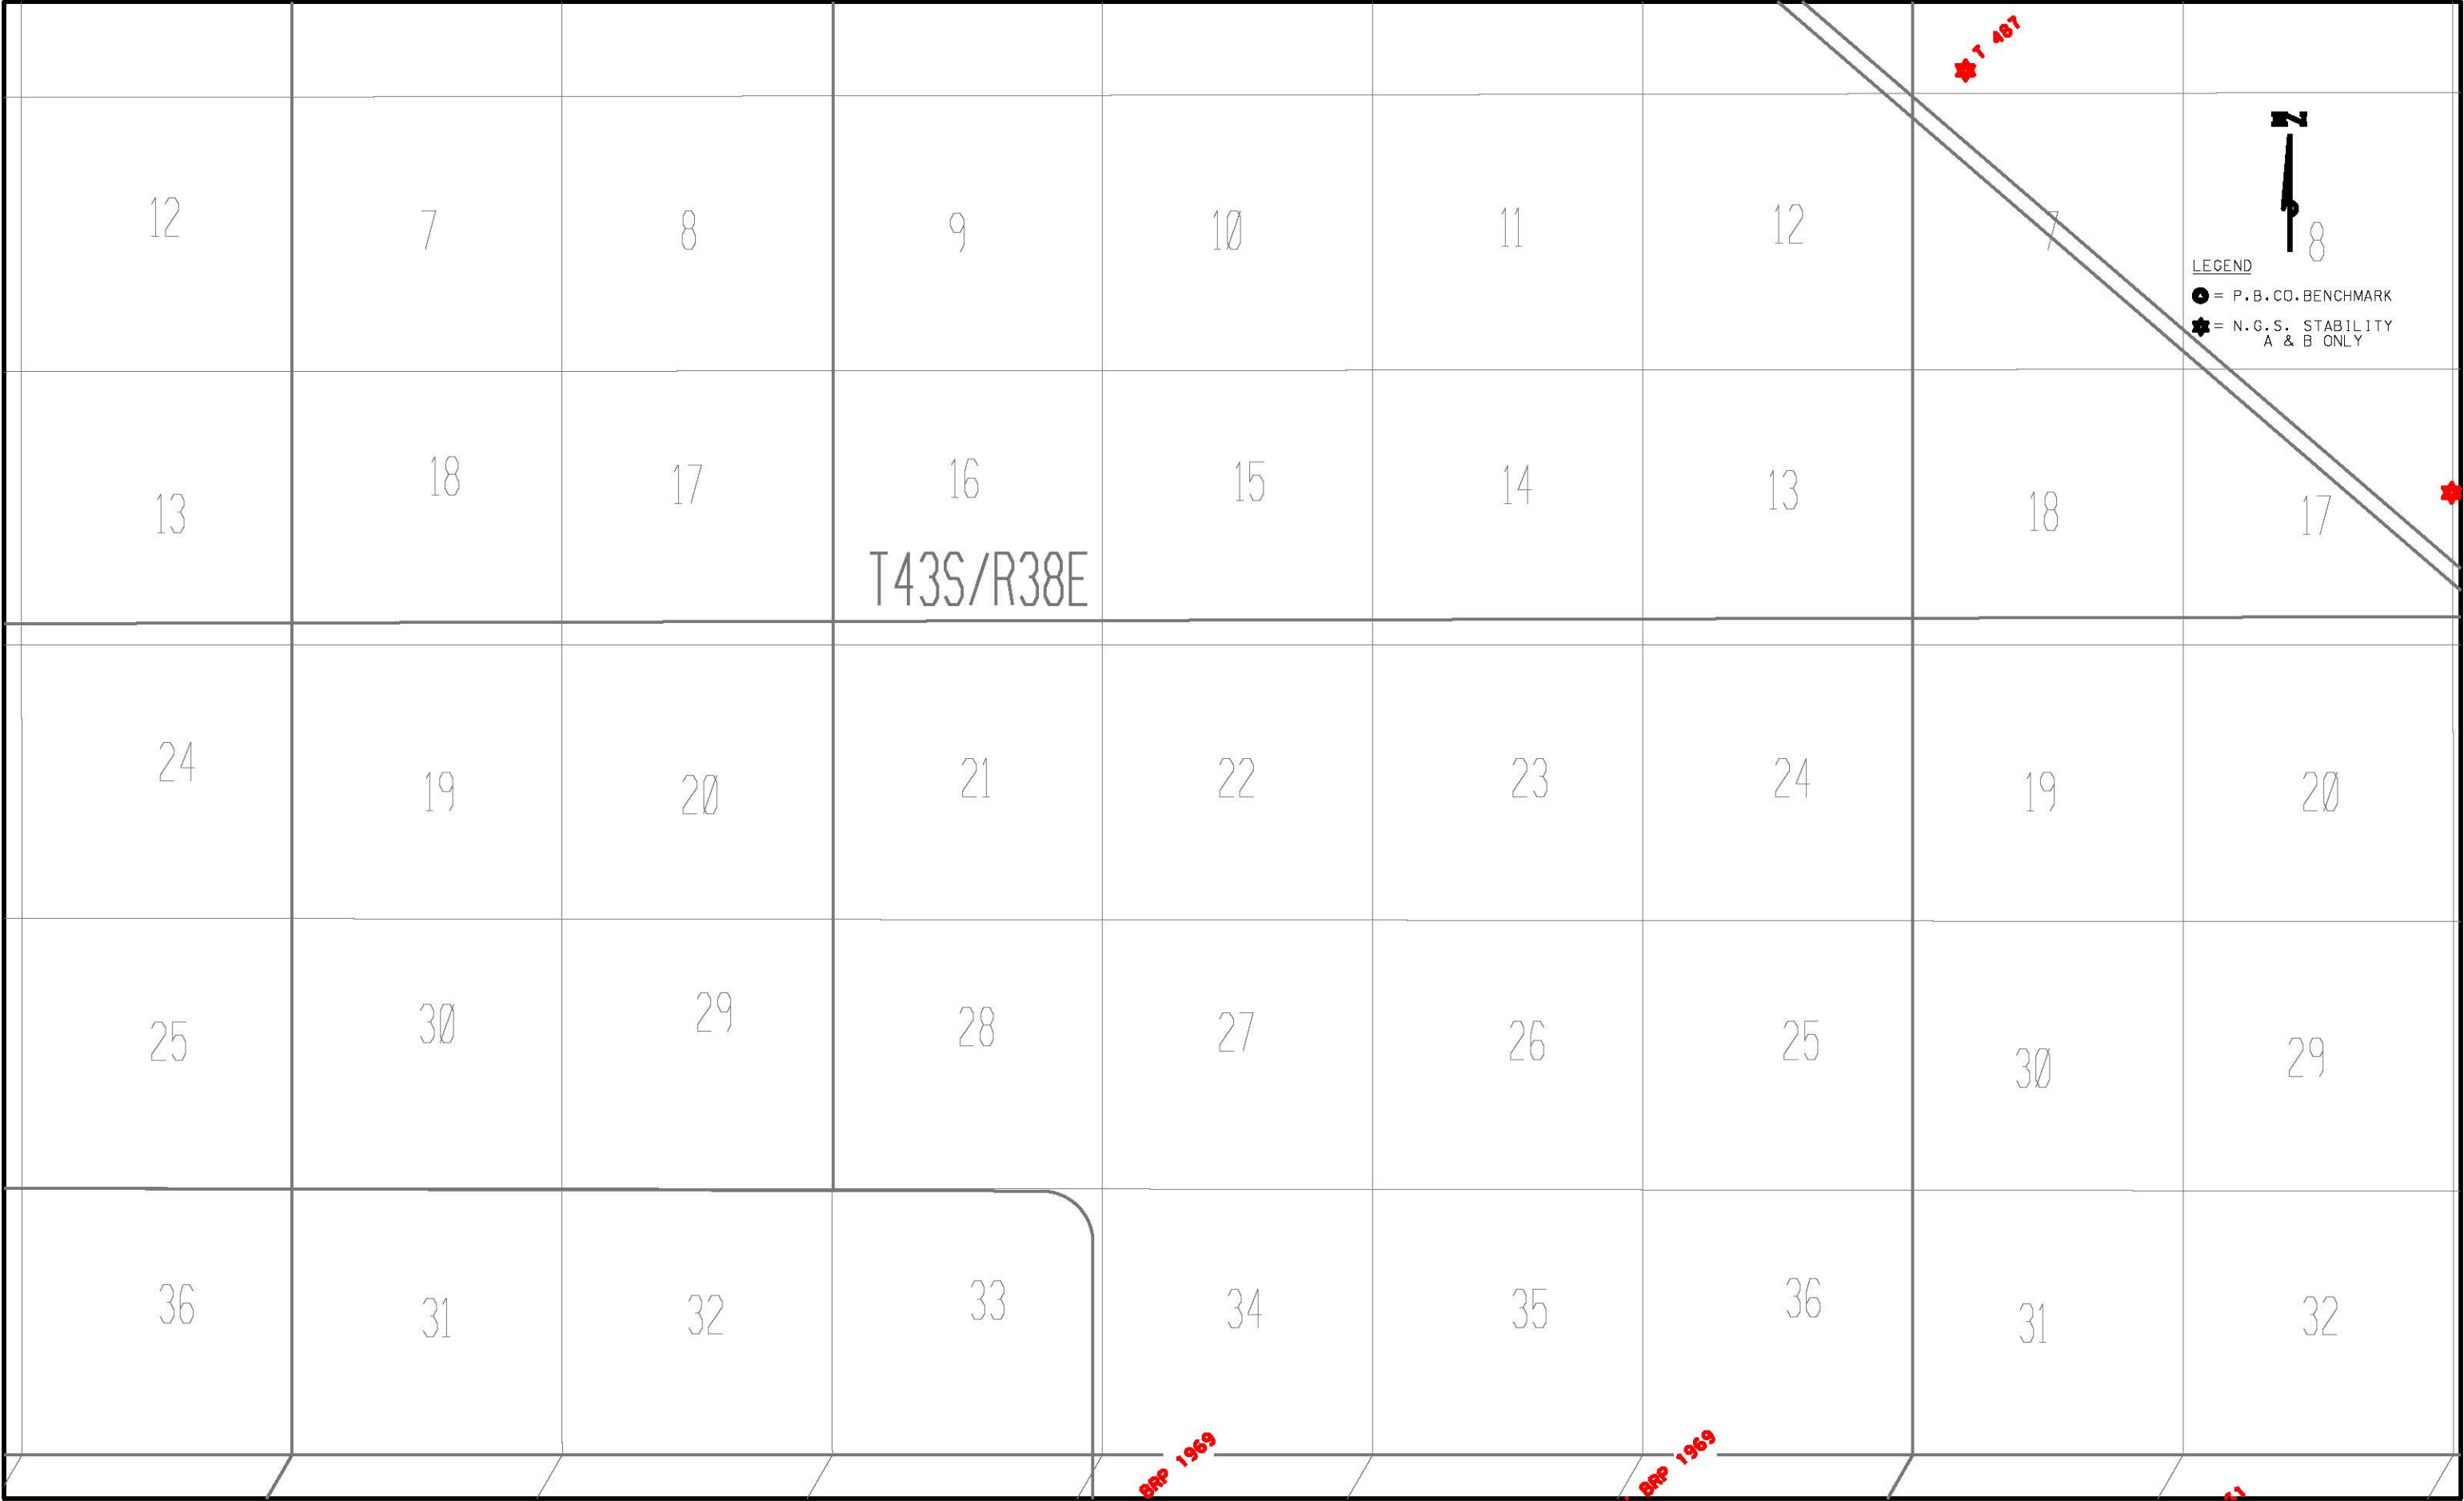 T 487
N
12 7 8 9 10 11 12 7 8
LEGEND
= P.B.CO.BENCHMARK
= N.G.S. STABILITY
A & B ONLY
13 18 17 16 15 14 13 18 17
T43S/R38E
24 19 20 21 22 23 24 19 20
25 30 29 28 27 26 25 30 29
36 31 32 33 34 35 36 31 32
BRP 1969
BRP 1969